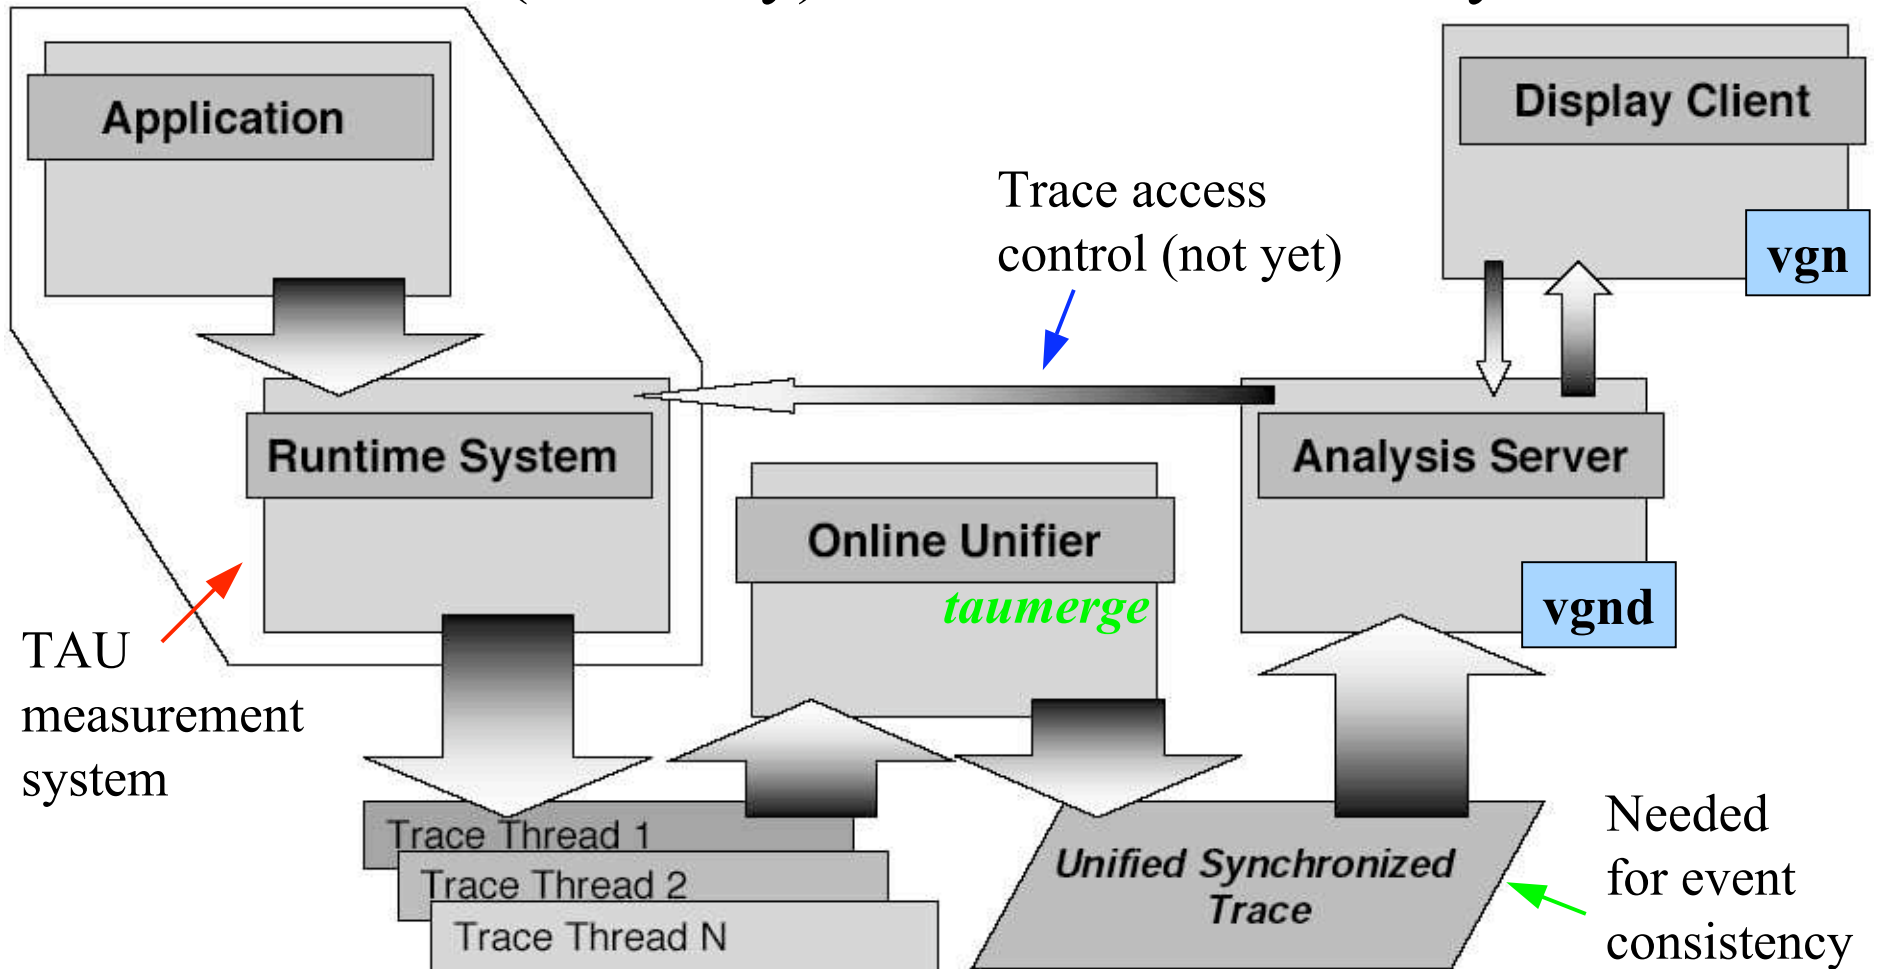 Application
Display Client
Trace access
control (not yet)
vgn
Runtime System
Analysis Server
Online Unifier
taumerge
vgnd
TAU
measurement
system
Trace Thread 1
Trace Thread 2
Trace Thread N
Unified Synchronized
Trace
Needed
for event
consistency